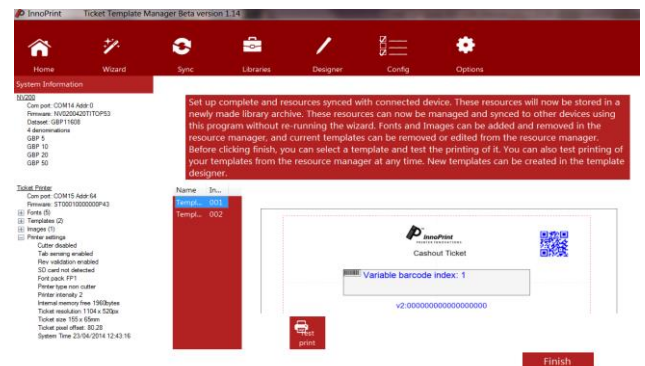 InnoPrint Ticket Template Manager Beta version 1.14
Home Wizard Sync Libraries Designer Config Options
System Information
NV200
Com port: COM14 Addr:0
Firmware: NV0200420TITOP53
Dataset: GBP11608
4 denominations
GBP 5
GBP 10
GBP 20
GBP 50
Ticket Printer
Com port: COM15 Addr:64
Firmware: ST00010000000P43
Fonts (5)
Templates (2)
Images (1)
Printer settings
Cutter disabled
Tab sensing enabled
Rev validation enabled
SD card not detected
Font pack FP1
Printer type non cutter
Printer intensity 2
Internal memory free 1960bytes
Ticket resolution: 1104 x 520px
Ticket size 155 x 65mm
Ticket pixel offset: 80.28
System Time 23/04/2014 12:43:16
Set up complete and resources synced with connected device. These resources will now be stored in a
newly made library archive. These resources can now be managed and synced to other devices using
this program without re-running the wizard. Fonts and Images can be added and removed in the
resource manager, and current templates can be removed or edited from the resource manager.
Before clicking finish, you can select a template and test the printing of it. You can also test printing of
your templates from the resource manager at any time. New templates can be created in the template
designer.
Name In...
Templ... 001
Templ... 002
InnoPrint
Cashout Ticket
Variable barcode index: 1
v2:000000000000000000
Test
print
Finish